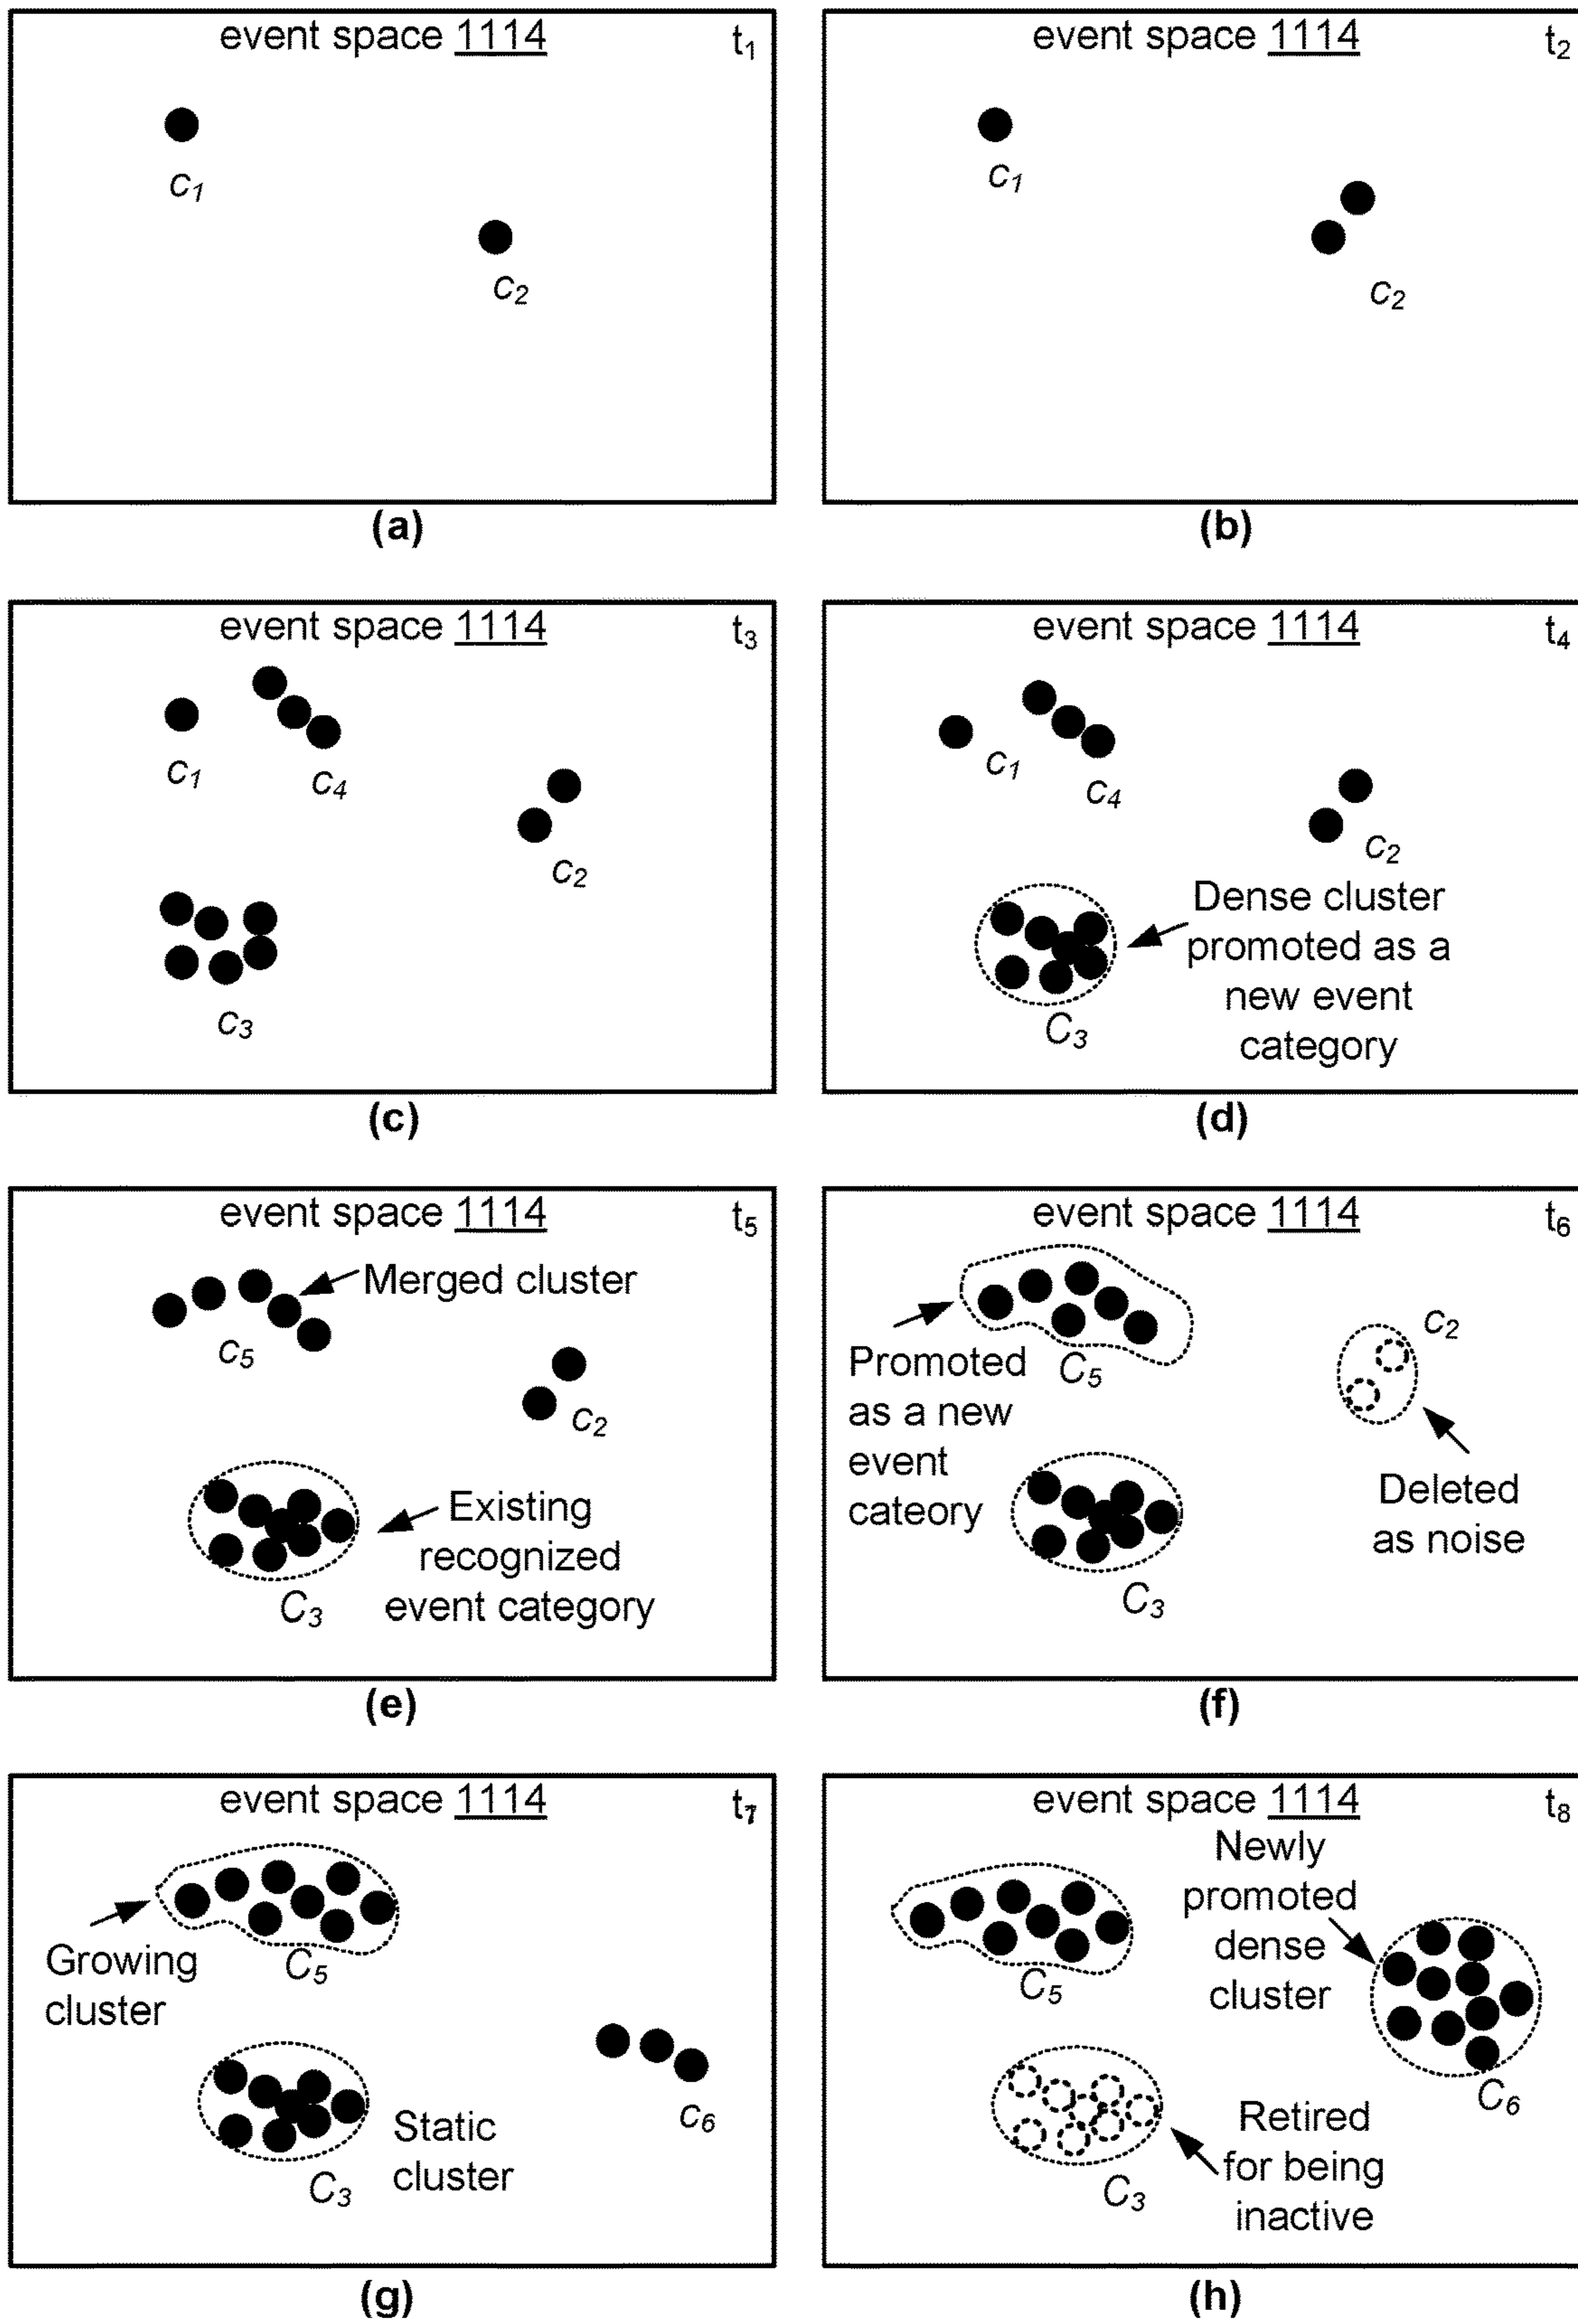 event space 1114 t1
c1
c2
(a)
event space 1114 t2
c1
c2
(b)
event space 1114 t3
c1
c4
c2
c3
(c)
event space 1114 t4
c1
c4
c2
Dense cluster
promoted as a
new event
category
C3
(d)
event space 1114 t5
Merged cluster
c5
c2
Existing
recognized
event category
C3
(e)
event space 1114 t6
c2
Promoted
as a new
event
cateory
C5
Deleted
as noise
C3
(f)
event space 1114 t7
Growing
cluster
C5
c6
Static
cluster
C3
(g)
event space 1114 t8
Newly
promoted
dense
cluster
C5
C6
Retired
for being
inactive
C3
(h)